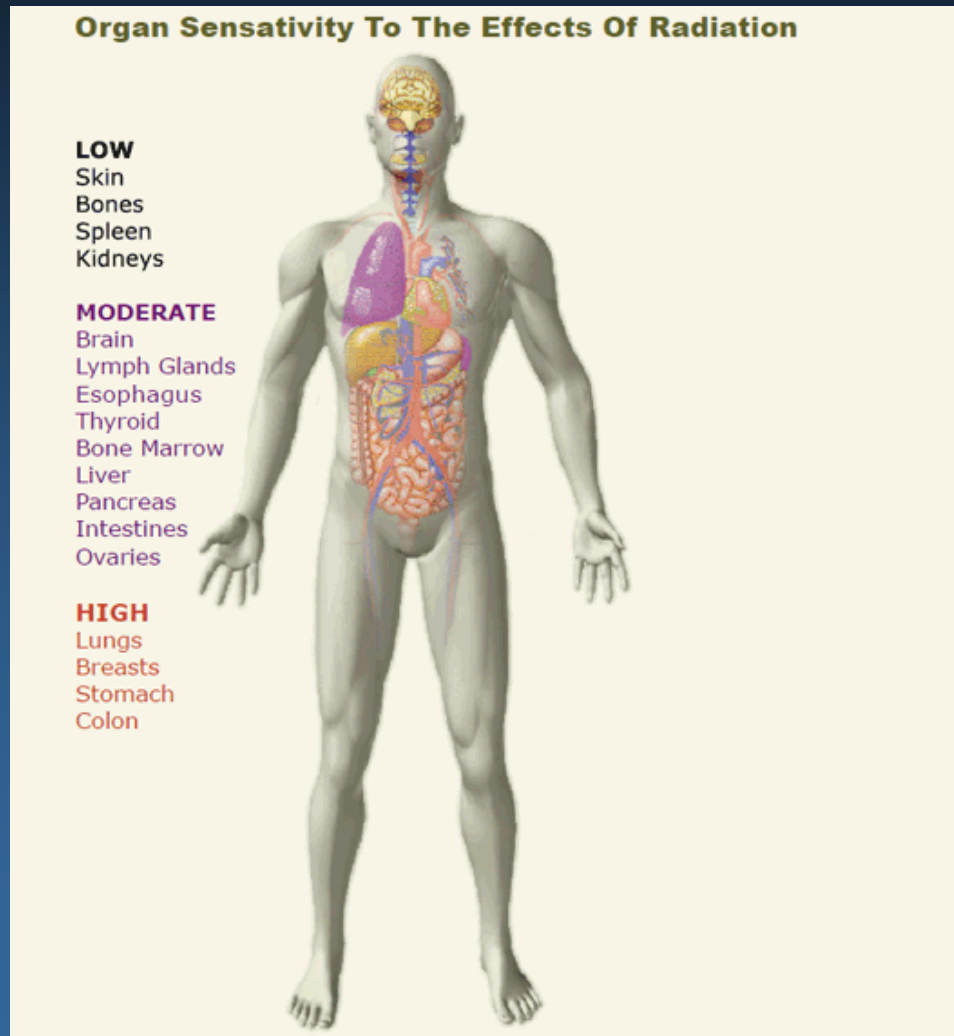 Organ Sensativity To The Effects Of Radiation
LOW
Skin
Bones
Spleen
Kidneys
MODERATE
Brain
Lymph Glands
Esophagus
Thyroid
Bone Marrow
Liver
Pancreas
Intestines
Ovaries
HIGH
Lungs
Breasts
Stomach
Colon